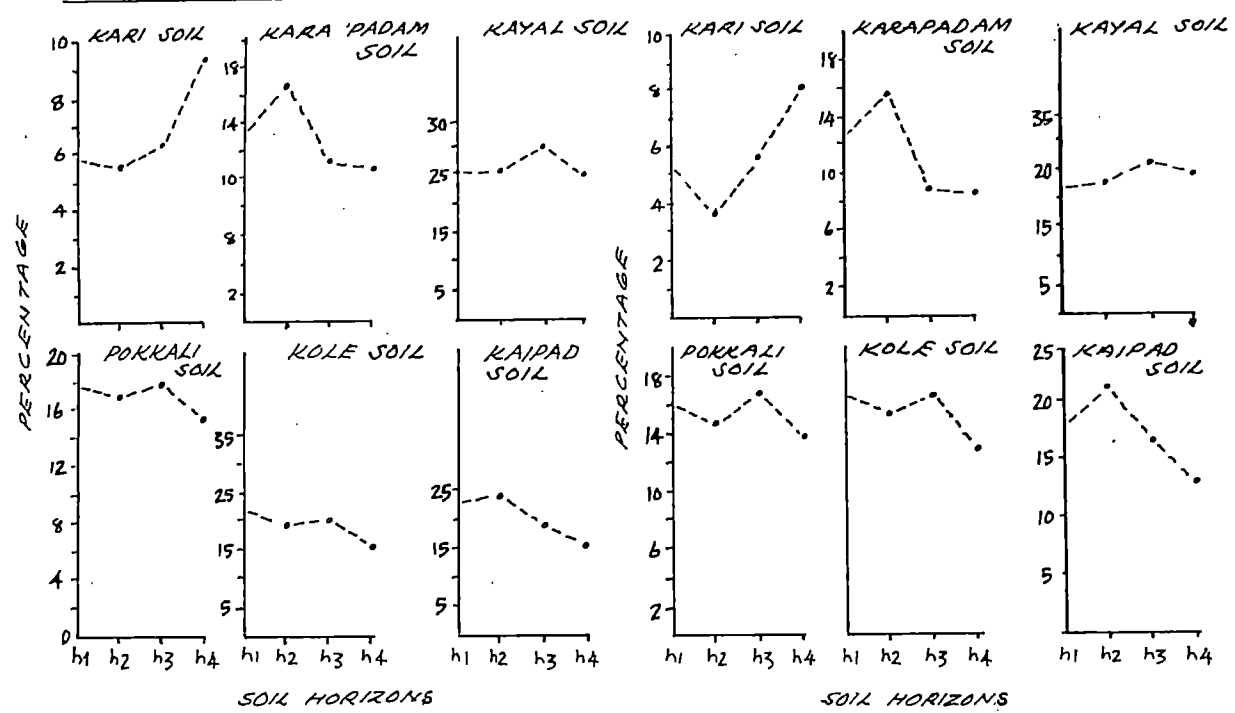 KARI SOIL
10
8
6
4
2
KARA'PADAM
SOIL
18
14
10
8
2
KAYAL SOIL
30
25
15
5
KARI SOIL
10
8
6
4
2
KARAPADAM
SOIL
18
14
10
6
2
KAYAL SOIL
35
20
15
5
PERCENTAGE
PERCENTAGE
POKKALI
SOIL
20
16
12
8
4
0
h1 h2 h3 h4
KOLE SOIL
35
25
15
5
h1 h2 h3 h4
KAIPAD
SOIL
25
15
5
h1 h2 h3 h4
POKKALI
SOIL
18
14
10
6
2
h1 h2 h3 h4
KOLE SOIL
h1 h2 h3 h4
KAIPAD
SOIL
25
20
15
10
5
h1 h2 h3 h4
SOIL HORIZONS
SOIL HORIZONS